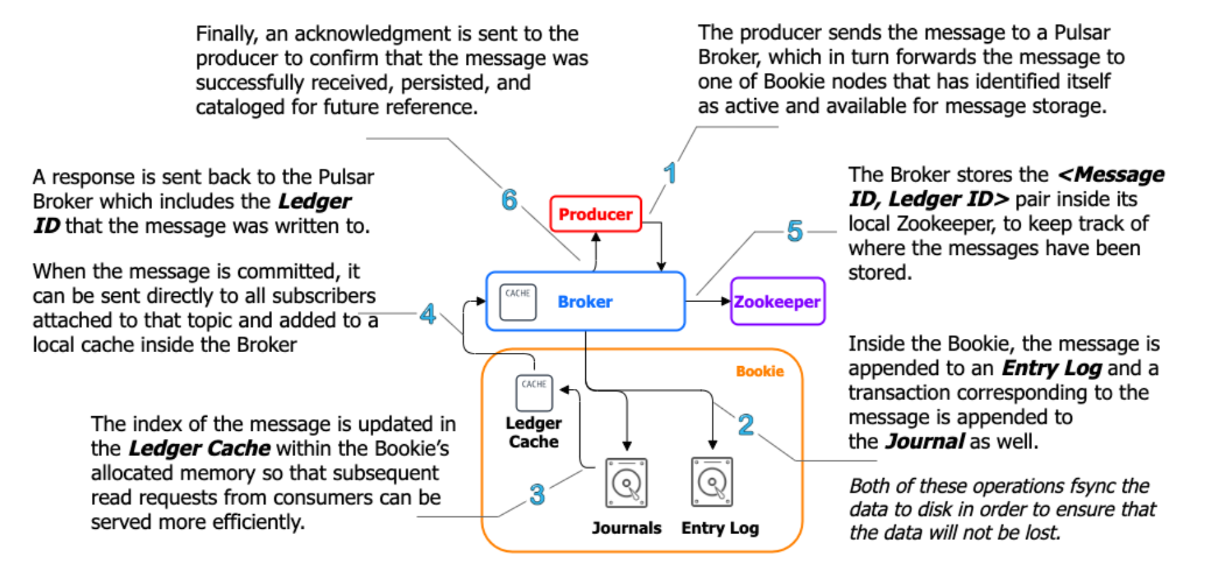 Finally, an acknowledgment is sent to the
producer to confirm that the message was
successfully received, persisted, and
cataloged for future reference.
The producer sends the message to a Pulsar
Broker, which in turn forwards the message to
one of Bookie nodes that has identified itself
as active and available for message storage.
A response is sent back to the Pulsar
Broker which includes the Ledger
ID that the message was written to.
When the message is committed, it
can be sent directly to all subscribers
attached to that topic and added to a
local cache inside the Broker
6
1
Producer
The Broker stores the <Message
ID, Ledger ID> pair inside its
local Zookeeper, to keep track of
where the messages have been
stored.
5
CACHE
Broker
Zookeeper
4
Bookie
CACHE
Ledger
Cache
2
3
Journals
Entry Log
Inside the Bookie, the message is
appended to an Entry Log and a
transaction corresponding to the
message is appended to
the Journal as well.
Both of these operations fsync the
data to disk in order to ensure that
the data will not be lost.
The index of the message is updated in
the Ledger Cache within the Bookie's
allocated memory so that subsequent
read requests from consumers can be
served more efficiently.